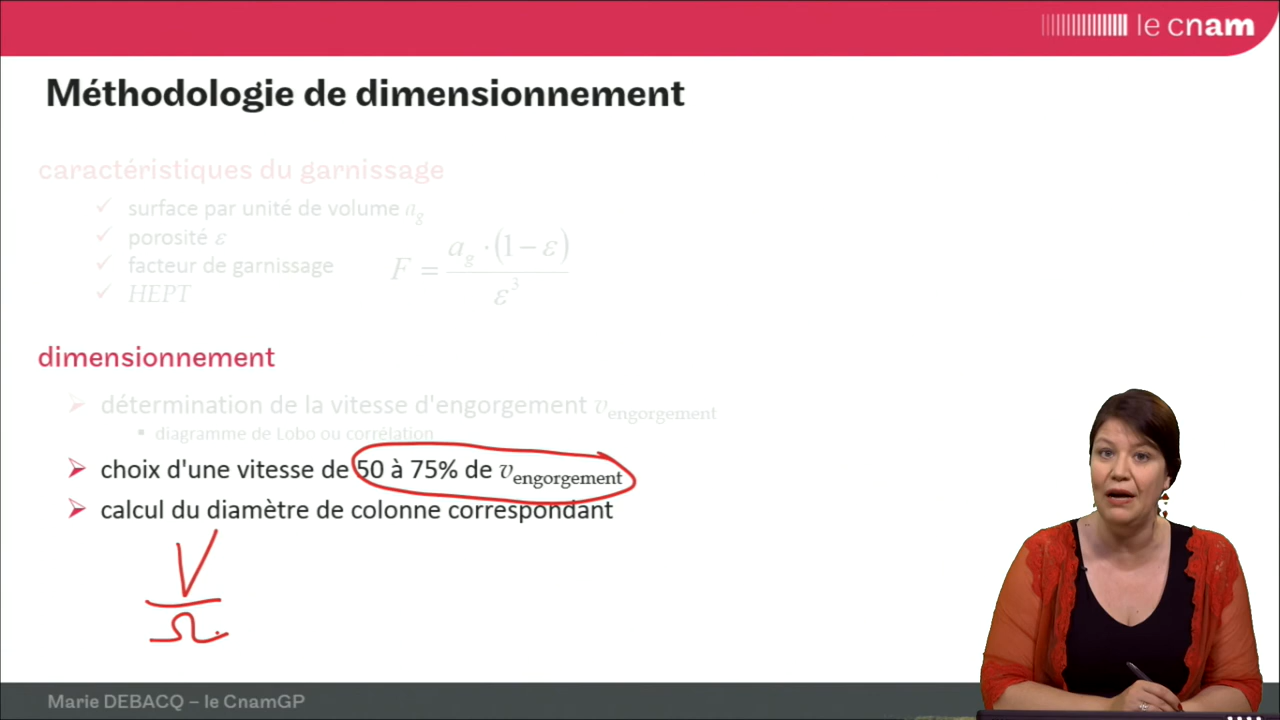 le cnam
Méthodologie de dimensionnement
caractéristiques du garnissage
✓ surface par unité de volume a_g
✓ porosité ε
✓ facteur de garnissage F = a_g · (1 − ε) / ε³
✓ HEPT
dimensionnement
➢ détermination de la vitesse d'engorgement v_engorgement
▪ diagramme de Lobo ou corrélation
➢ choix d'une vitesse de 50 à 75% de v_engorgement
➢ calcul du diamètre de colonne correspondant
V
Ω
Marie DEBACQ – le CnamGP